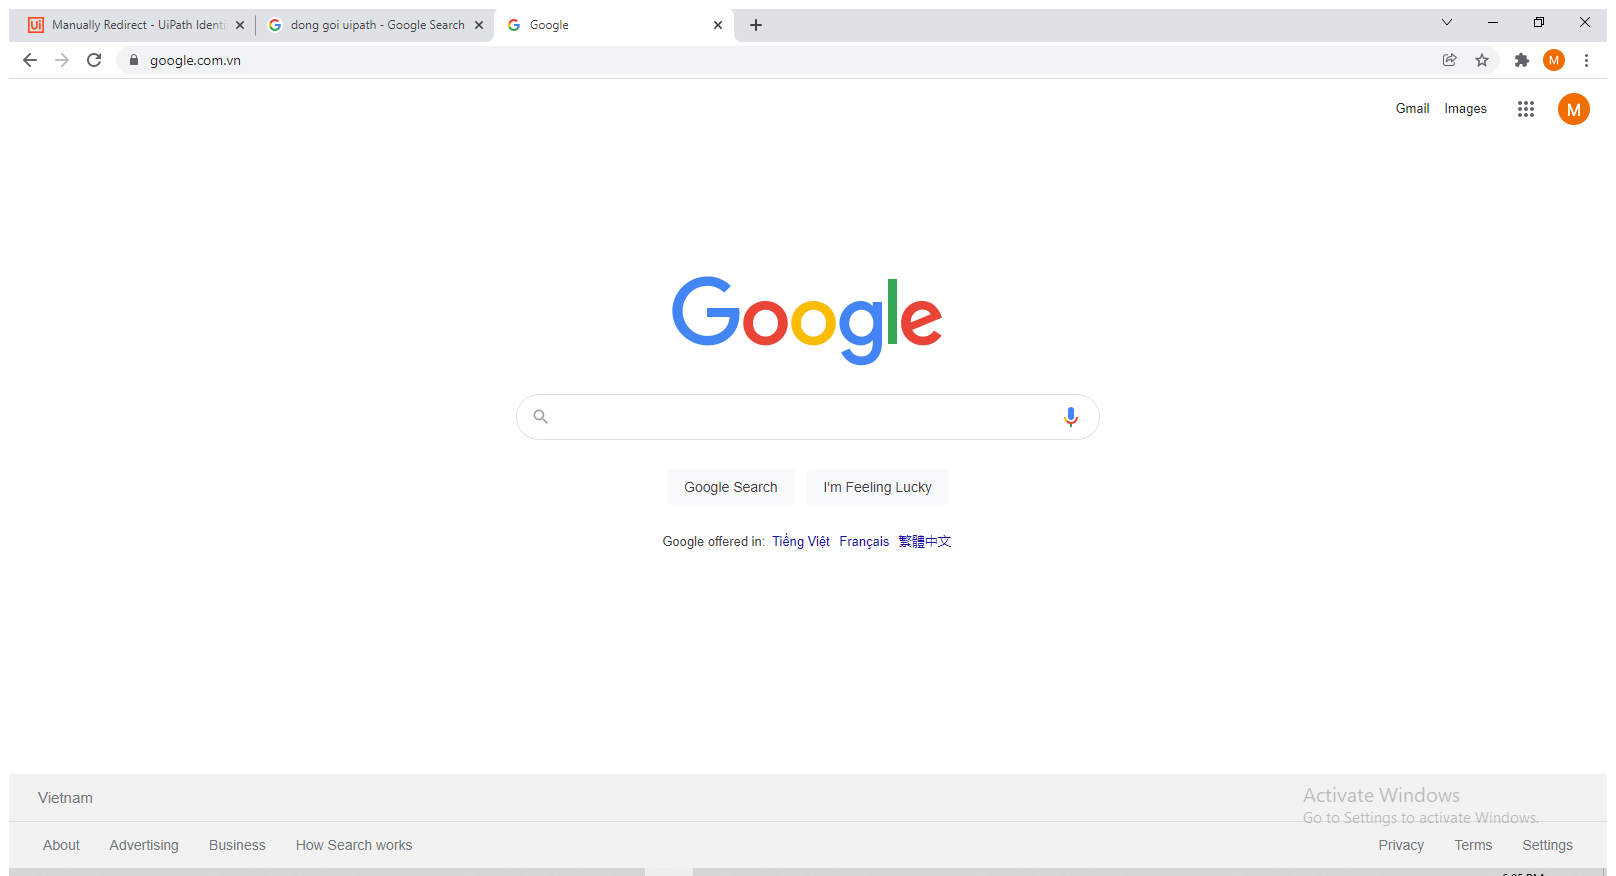 Manually Redirect - UiPath Identi
dong goi uipath - Google Search
Google
google.com.vn
M
Gmail Images
M
Google
Google Search I'm Feeling Lucky
Google offered in: Tiếng Việt Français 繁體中文
Vietnam
Activate Windows
Go to Settings to activate Windows.
About Advertising Business How Search works
Privacy Terms Settings